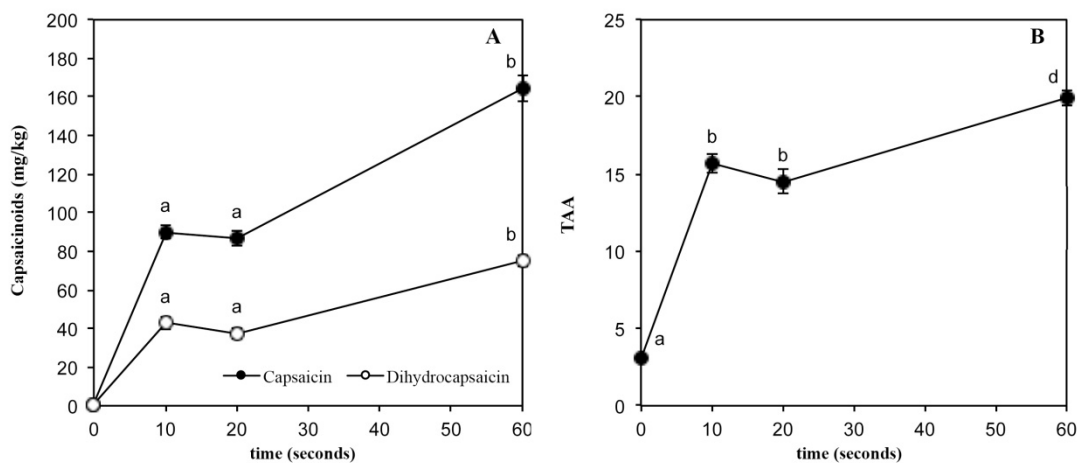 A
200
180
160
140
120
100
80
60
40
20
0
Capsaicinoids (mg/kg)
a
a
b
a
a
b
Capsaicin
Dihydrocapsaicin
0 10 20 30 40 50 60
time (seconds)
B
25
20
15
10
5
0
TAA
a
b
b
d
0 10 20 30 40 50 60
time (seconds)